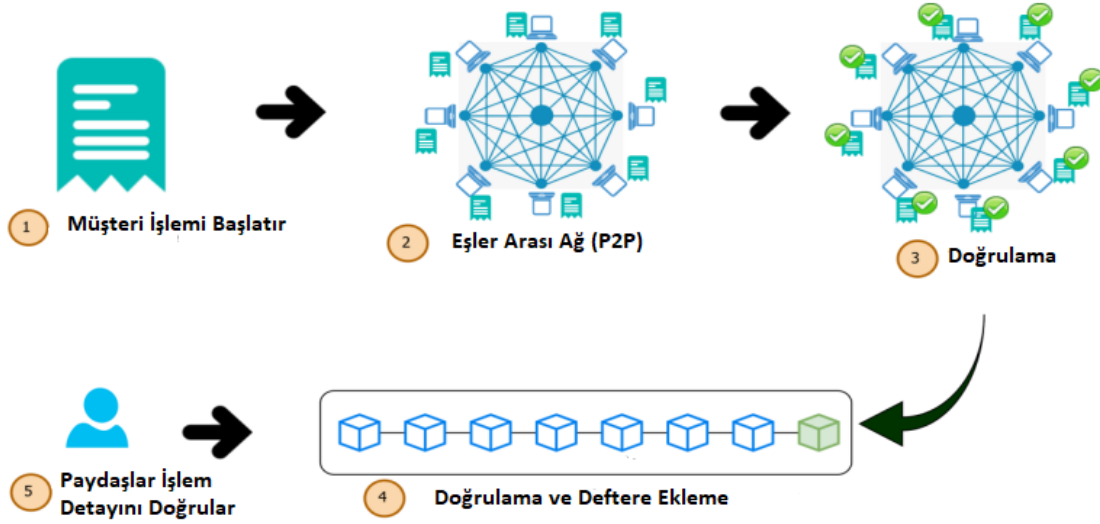 1 Müşteri İşlemi Başlatır
2 Eşler Arası Ağ (P2P)
3 Doğrulama
4 Doğrulama ve Deftere Ekleme
5 Paydaşlar İşlem
Detayını Doğrular